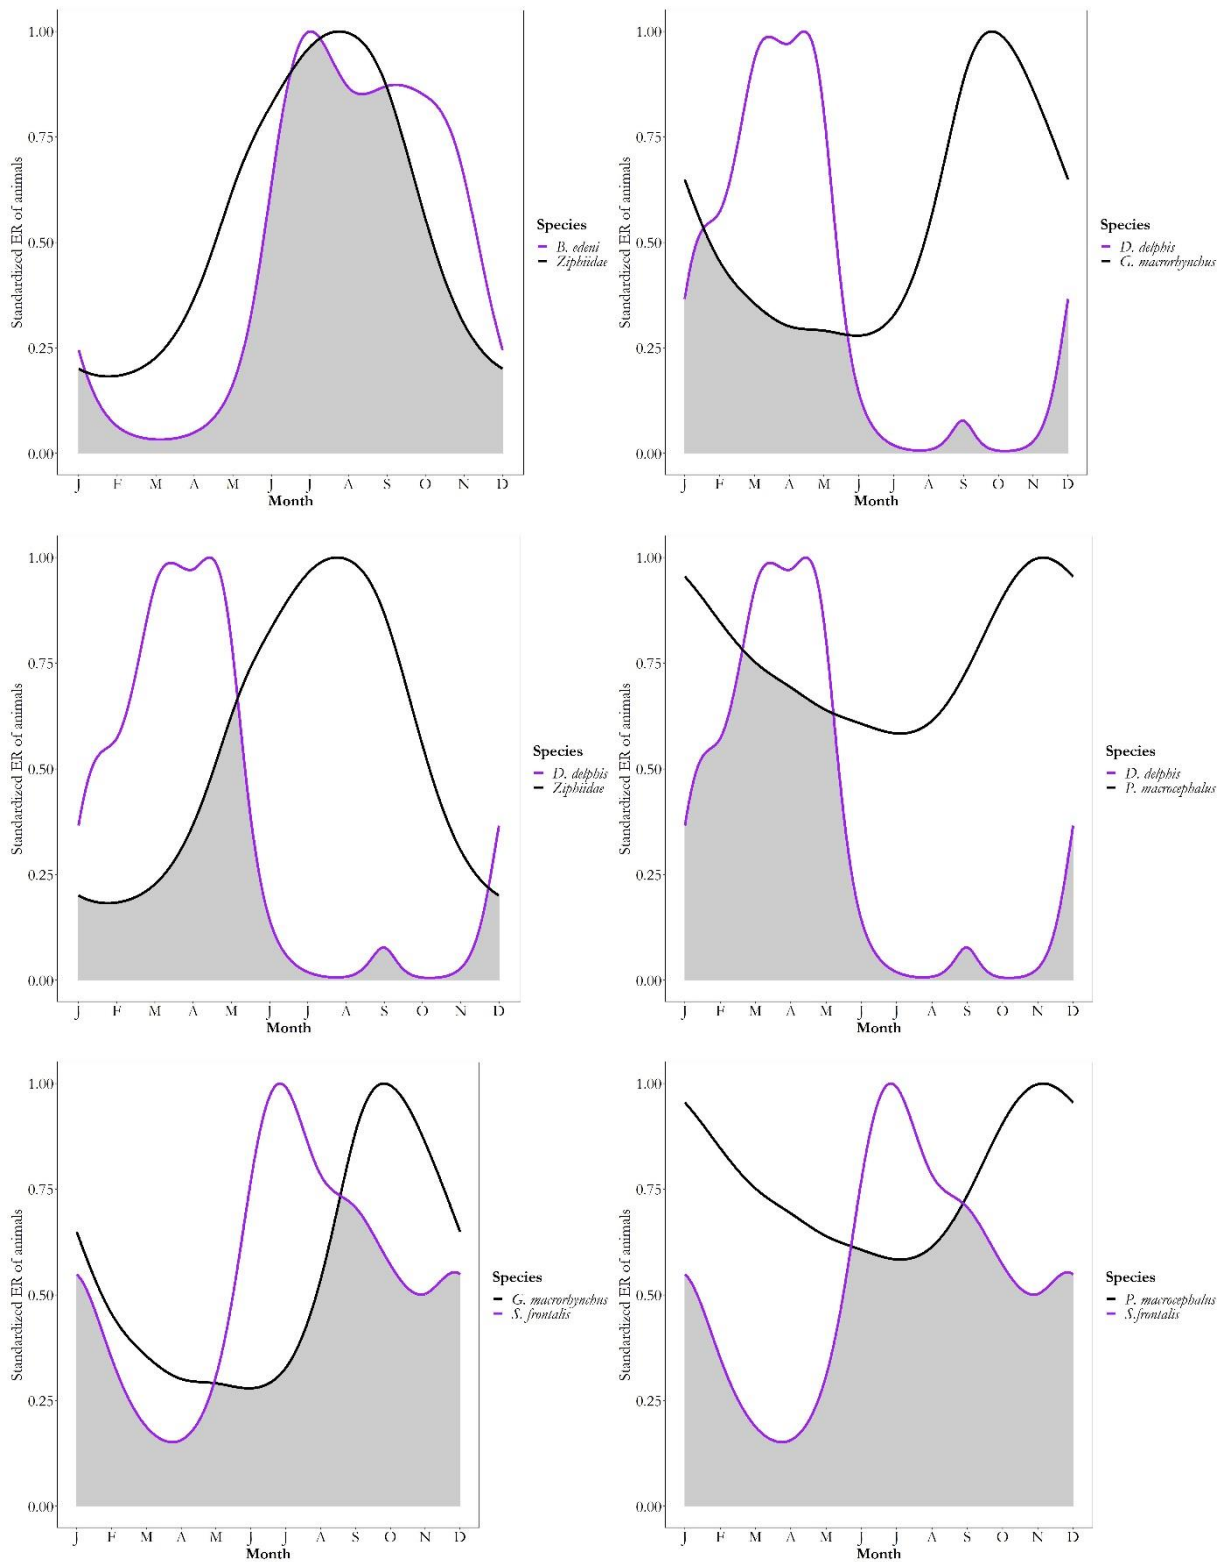 Standardized ER of animals
1.00
0.75
0.50
0.25
0.00
J F M A M J J A S O N D
Month
Species
B. edeni
Ziphiidae
Standardized ER of animals
1.00
0.75
0.50
0.25
0.00
J F M A M J J A S O N D
Month
Species
D. delphis
G. macrorhynchus
Standardized ER of animals
1.00
0.75
0.50
0.25
0.00
J F M A M J J A S O N D
Month
Species
D. delphis
Ziphiidae
Standardized ER of animals
1.00
0.75
0.50
0.25
0.00
J F M A M J J A S O N D
Month
Species
D. delphis
P. macrocephalus
Standardized ER of animals
1.00
0.75
0.50
0.25
0.00
J F M A M J J A S O N D
Month
Species
G. macrorhynchus
S. frontalis
Standardized ER of animals
1.00
0.75
0.50
0.25
0.00
J F M A M J J A S O N D
Month
Species
P. macrocephalus
S.frontalis